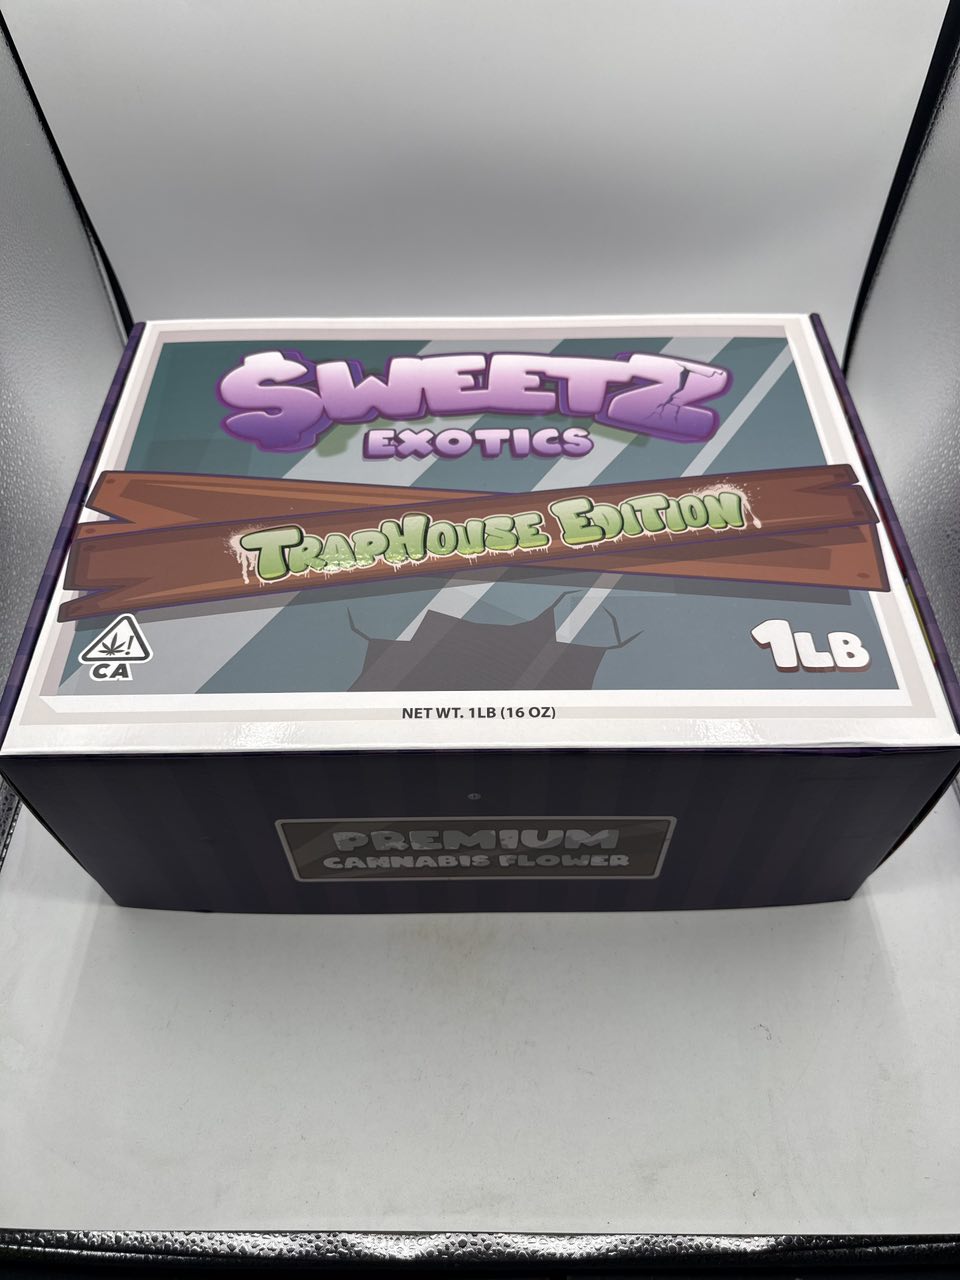 $WEETZ
EXOTICS
TRAPHOUSE EDITION
CA
1LB
NET WT. 1LB (16 OZ)
PREMIUM
CANNABIS FLOWER